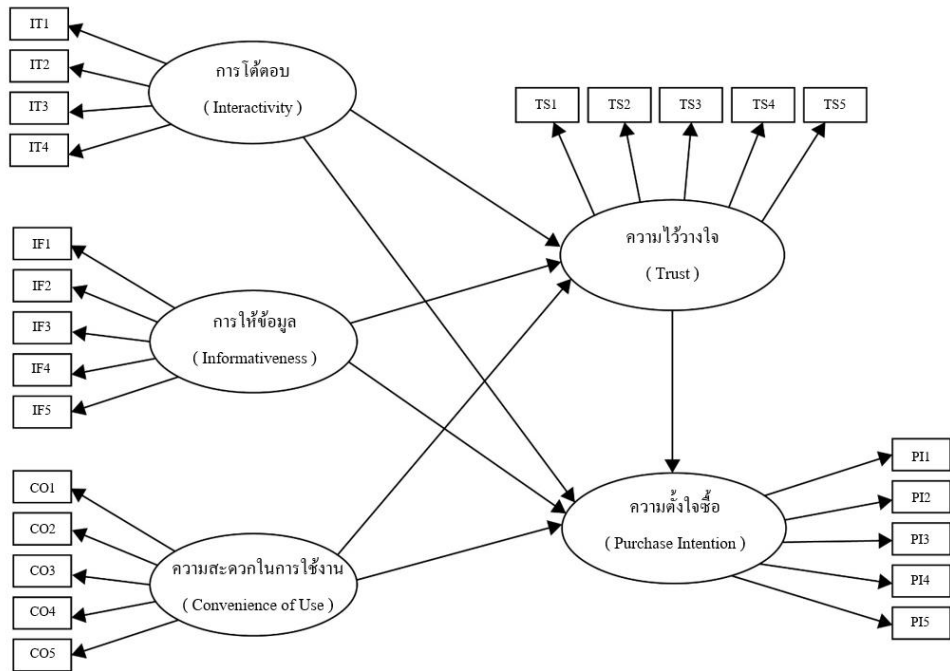 IT1
IT2
IT3
IT4
การโต้ตอบ
( Interactivity )
TS1
TS2
TS3
TS4
TS5
ความไว้วางใจ
( Trust )
IF1
IF2
IF3
IF4
IF5
การให้ข้อมูล
( Informativeness )
CO1
CO2
CO3
CO4
CO5
ความสะดวกในการใช้งาน
( Convenience of Use )
ความตั้งใจซื้อ
( Purchase Intention )
PI1
PI2
PI3
PI4
PI5